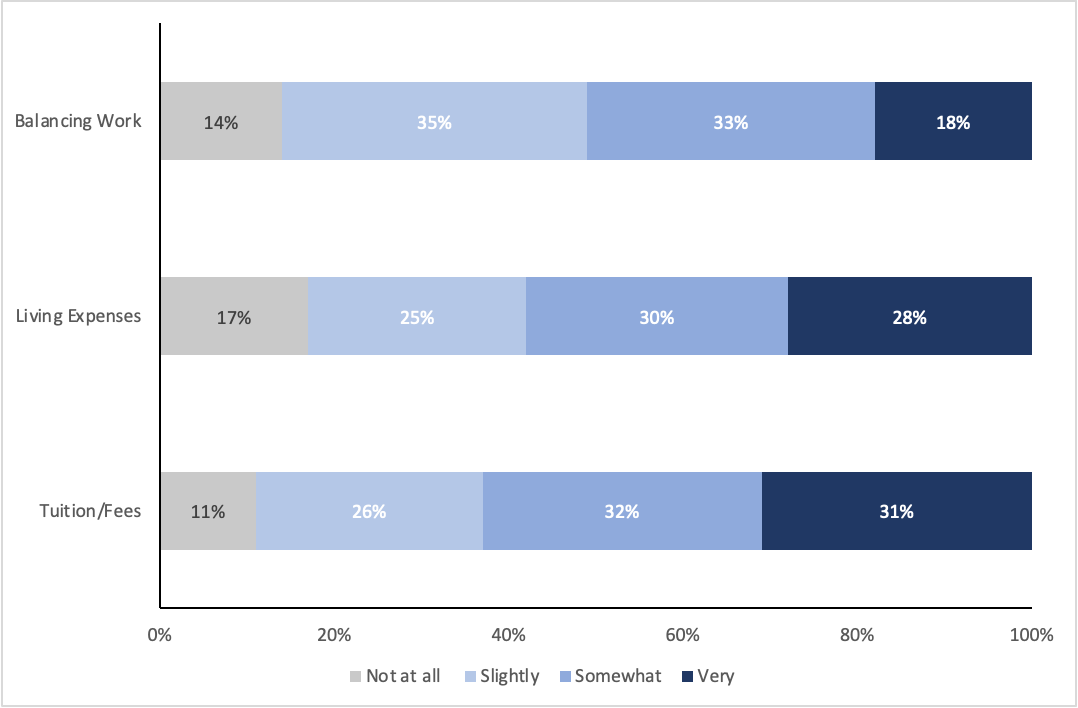 Balancing Work
14% 35% 33% 18%
Living Expenses
17% 25% 30% 28%
Tuition/Fees
11% 26% 32% 31%
0% 20% 40% 60% 80% 100%
Not at all Slightly Somewhat Very